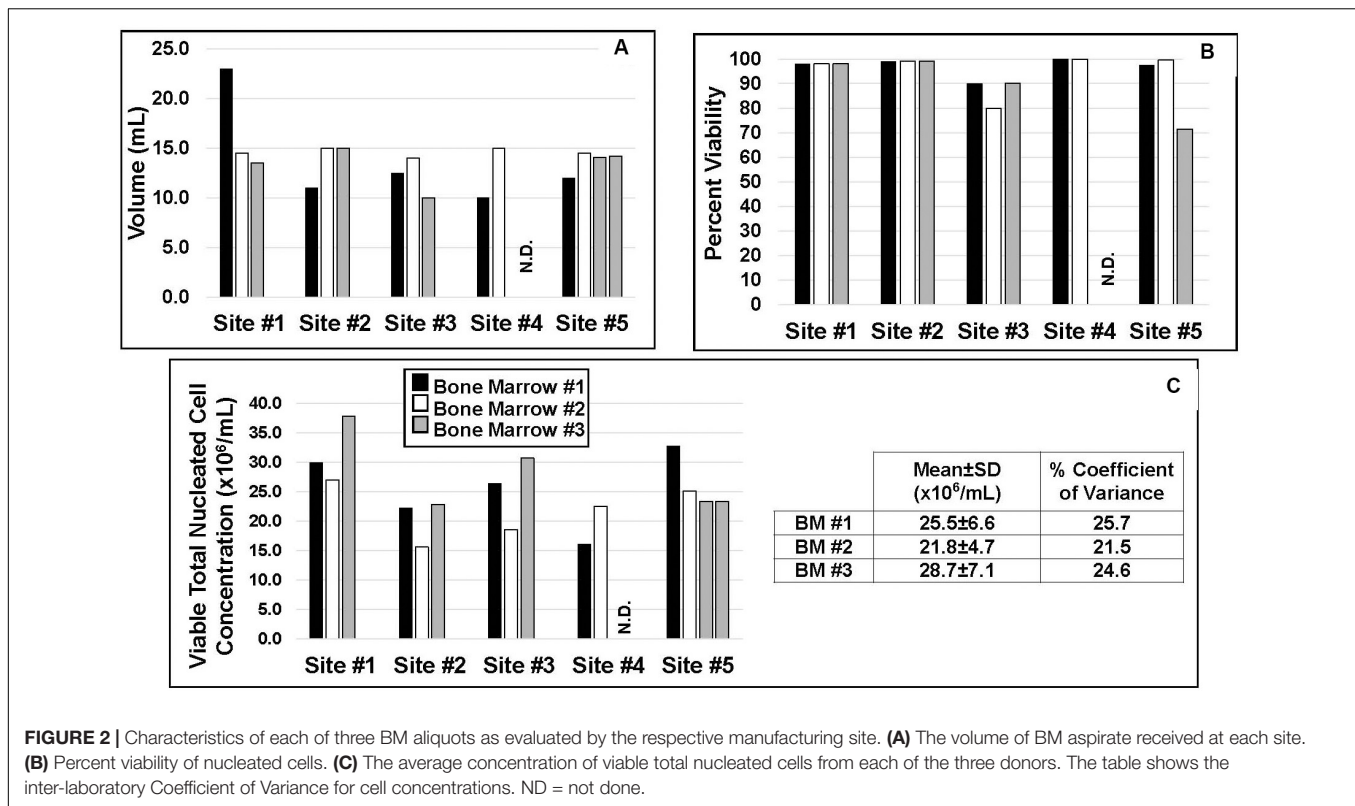 A
Volume (mL)
25.0
20.0
15.0
10.0
5.0
0.0
N.D.
Site #1 Site #2 Site #3 Site #4 Site #5
B
Percent Viability
100
90
80
70
60
50
40
30
20
10
0
N.D.
Site #1 Site #2 Site #3 Site #4 Site #5
C
Viable Total Nucleated Cell
Concentration (x10⁶/mL)
40.0
35.0
30.0
25.0
20.0
15.0
10.0
5.0
0.0
Bone Marrow #1
Bone Marrow #2
Bone Marrow #3
N.D.
Site #1 Site #2 Site #3 Site #4 Site #5
Mean±SD % Coefficient
(x10⁶/mL) of Variance
BM #1 25.5±6.6 25.7
BM #2 21.8±4.7 21.5
BM #3 28.7±7.1 24.6
FIGURE 2 | Characteristics of each of three BM aliquots as evaluated by the respective manufacturing site. (A) The volume of BM aspirate received at each site.
(B) Percent viability of nucleated cells. (C) The average concentration of viable total nucleated cells from each of the three donors. The table shows the
inter-laboratory Coefficient of Variance for cell concentrations. ND = not done.